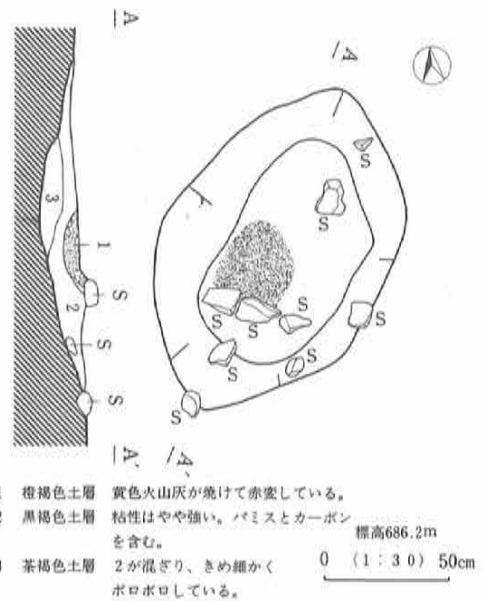 A
A
S
S
3
1
S
2
S
S
S
S
S
S
S
S
S
A′
A′
橙褐色土層 黄色火山灰が焼けて赤変している。
黒褐色土層 粘性はやや強い。パミスとカーボン
を含む。
茶褐色土層 2が混ざり、きめ細かく
ボロボロしている。
標高686.2m
0 (1:30) 50cm